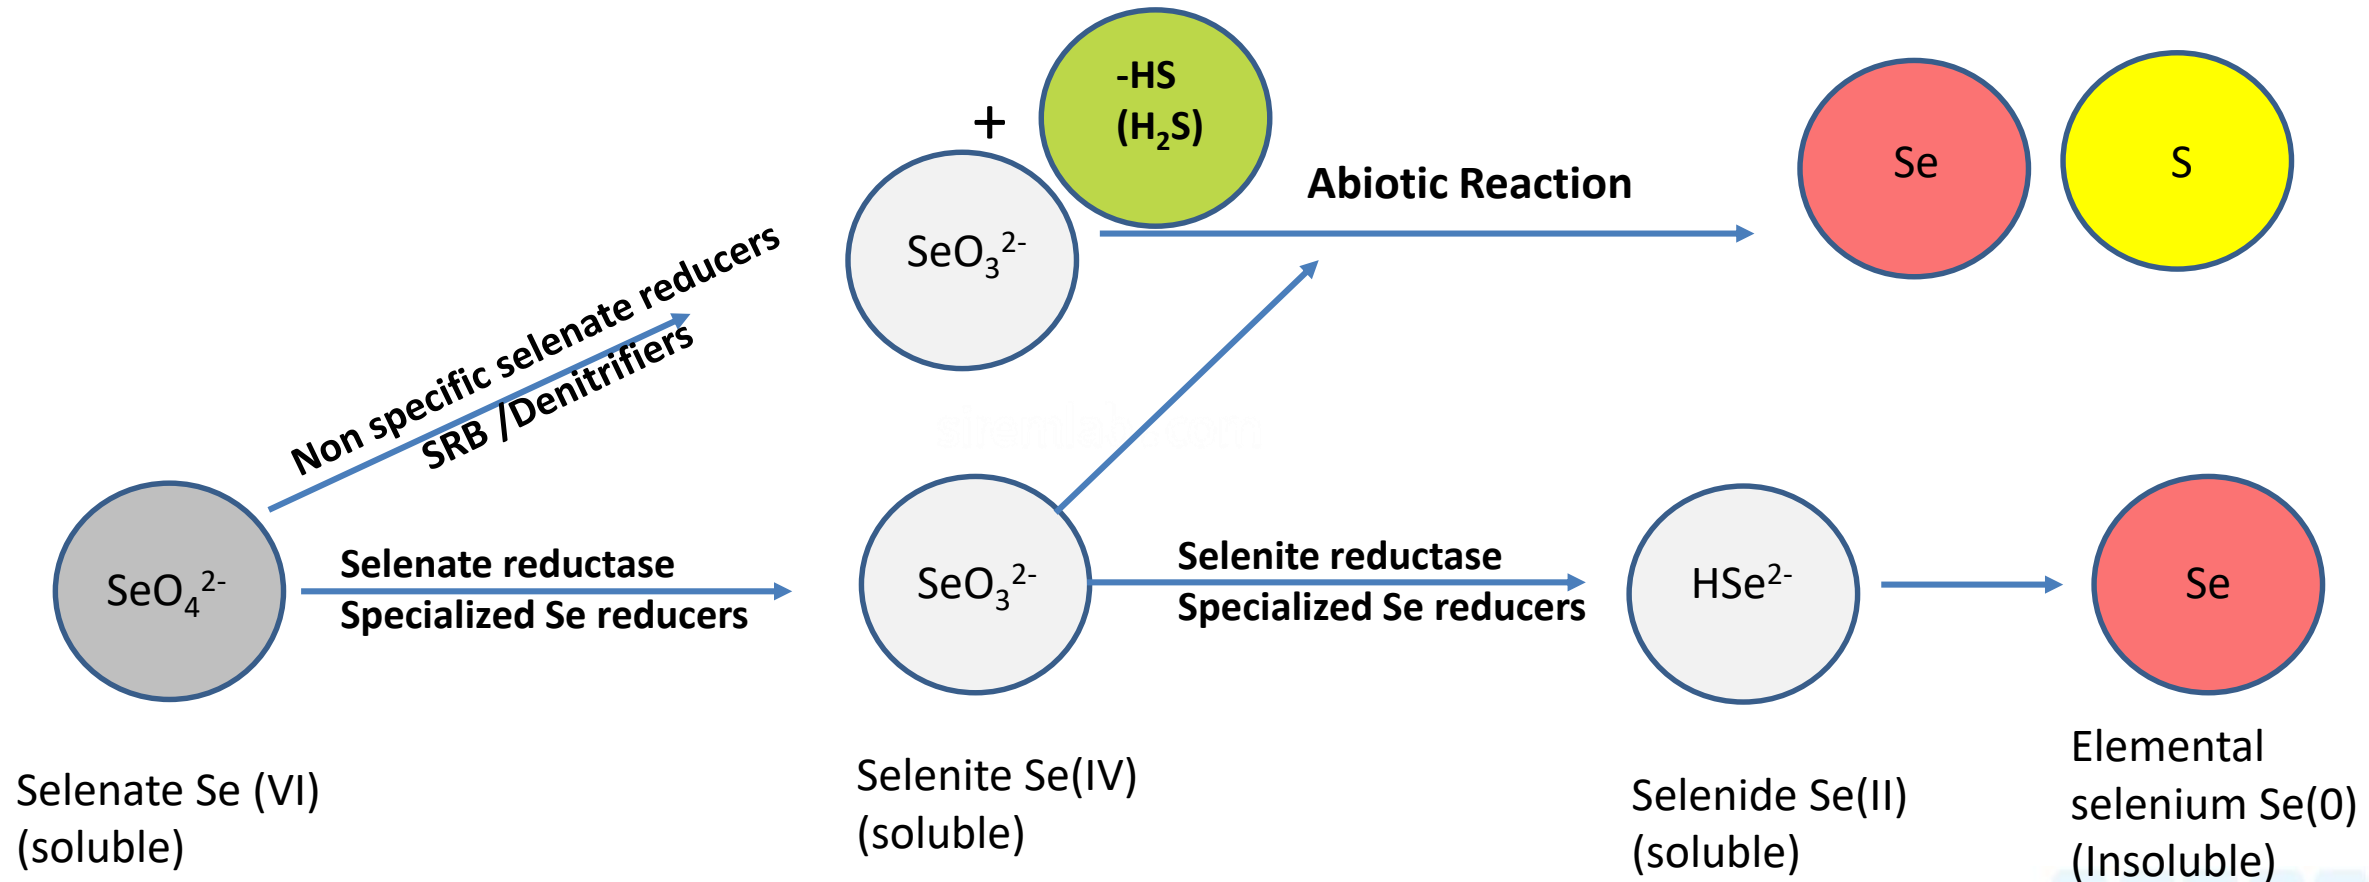 -HS
(H₂S)
+
SeO₃²⁻
Abiotic Reaction
Se
S
Non specific selenate reducers
SRB /Denitrifiers
SeO₄²⁻
Selenate reductase
Specialized Se reducers
SeO₃²⁻
Selenite reductase
Specialized Se reducers
HSe²⁻
Se
Selenate Se (VI)
(soluble)
Selenite Se(IV)
(soluble)
Selenide Se(II)
(soluble)
Elemental
selenium Se(0)
(Insoluble)